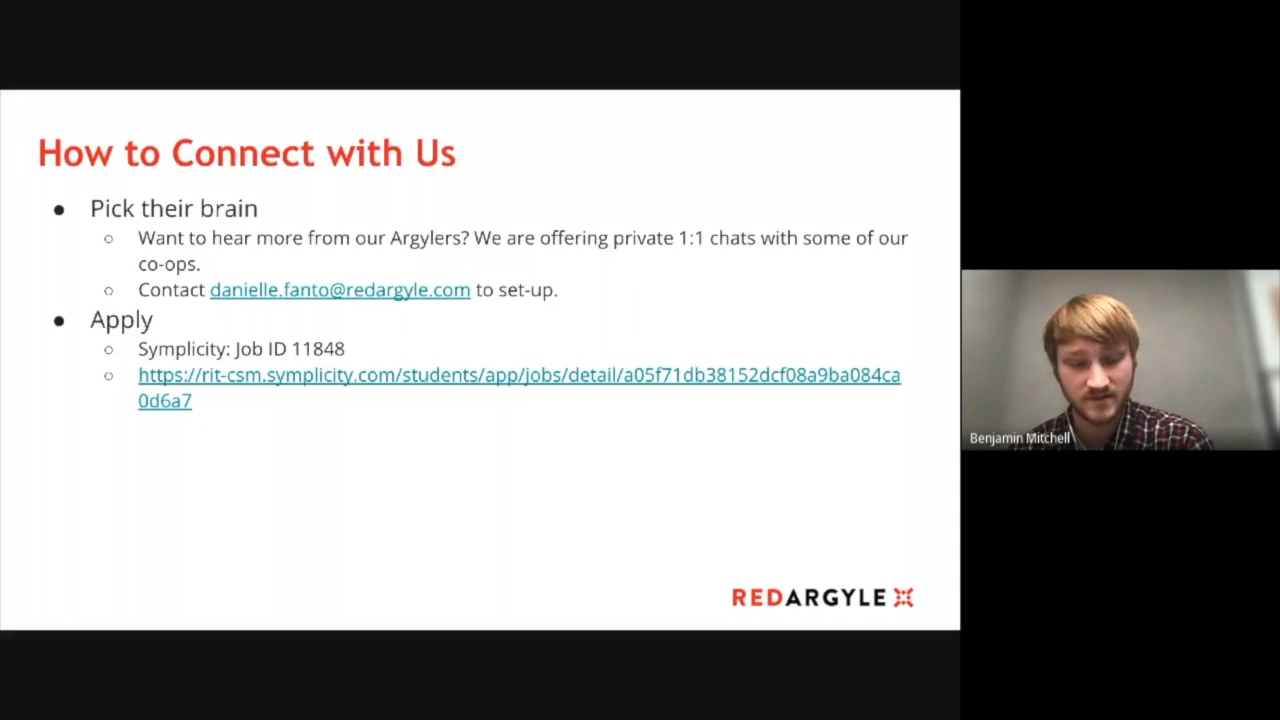 How to Connect with Us
● Pick their brain
○ Want to hear more from our Argylers? We are offering private 1:1 chats with some of our
co-ops.
○ Contact danielle.fanto@redargyle.com to set-up.
● Apply
○ Symplicity: Job ID 11848
○ https://rit-csm.symplicity.com/students/app/jobs/detail/a05f71db38152dcf08a9ba084ca
0d6a7
Benjamin Mitchell
REDARGYLE